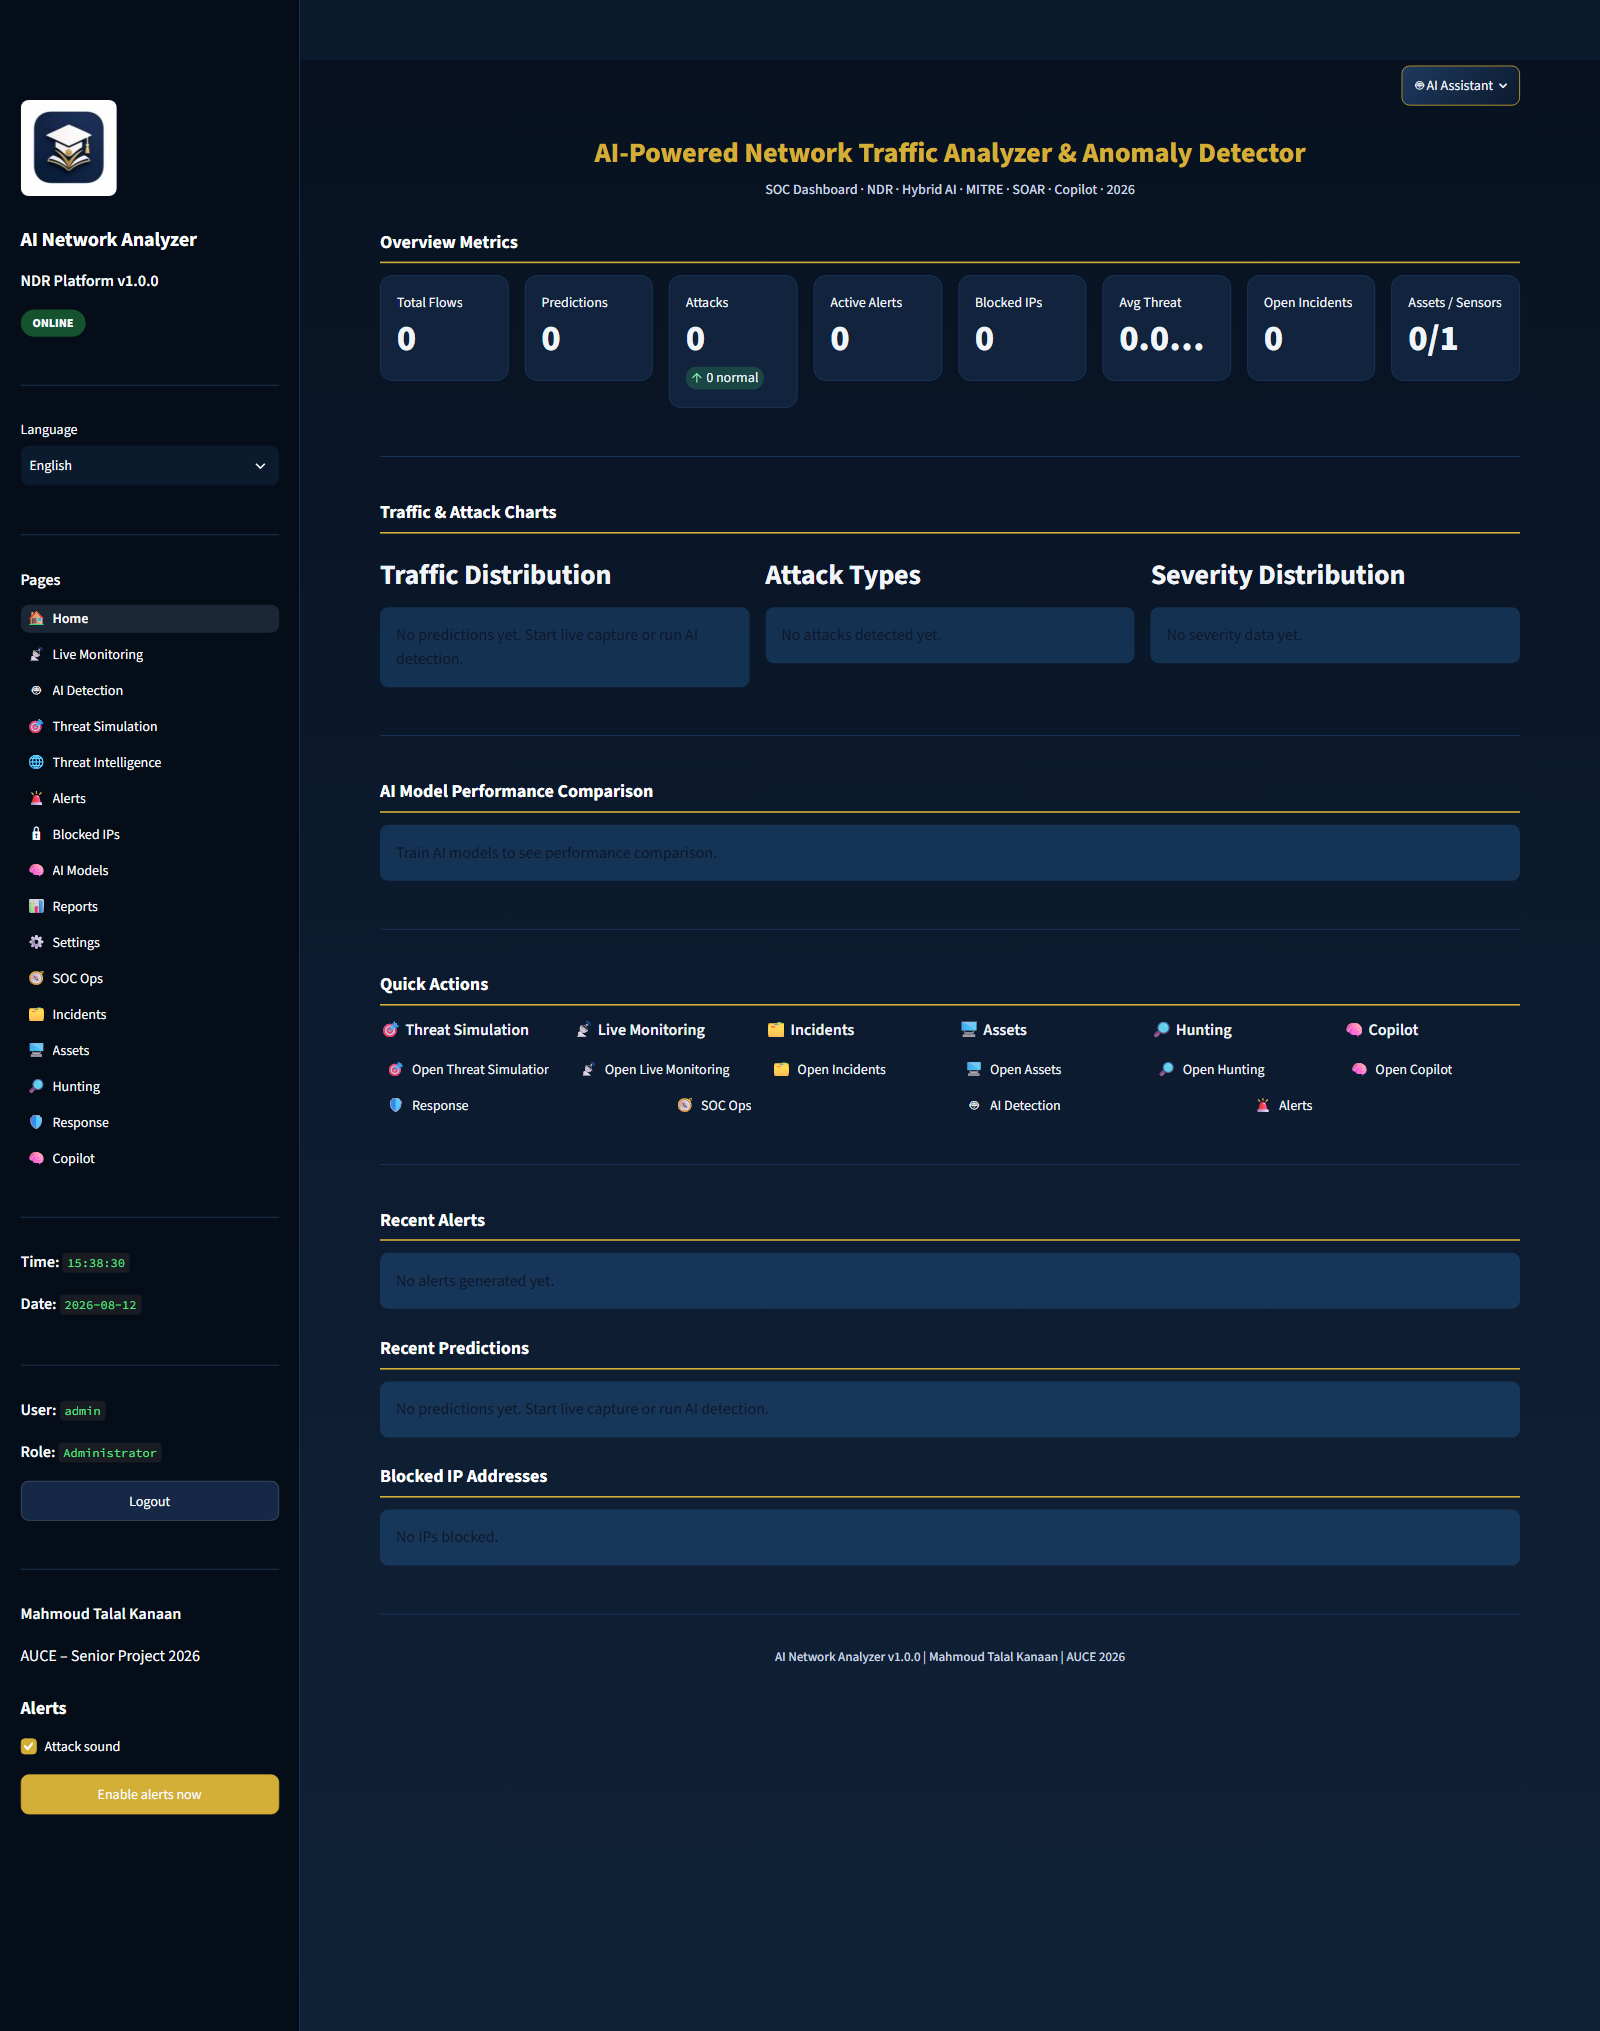 AI Assistant
AI-Powered Network Traffic Analyzer & Anomaly Detector
SOC Dashboard · NDR · Hybrid AI · MITRE · SOAR · Copilot · 2026
AI Network Analyzer
NDR Platform v1.0.0
ONLINE
Language
English
Pages
Home
Live Monitoring
AI Detection
Threat Simulation
Threat Intelligence
Alerts
Blocked IPs
AI Models
Reports
Settings
SOC Ops
Incidents
Assets
Hunting
Response
Copilot
Time: 15:38:30
Date: 2026-08-12
User: admin
Role: Administrator
Logout
Mahmoud Talal Kanaan
AUCE – Senior Project 2026
Alerts
Attack sound
Enable alerts now
Overview Metrics
Total Flows
0
Predictions
0
Attacks
0
↑ 0 normal
Active Alerts
0
Blocked IPs
0
Avg Threat
0.0...
Open Incidents
0
Assets / Sensors
0/1
Traffic & Attack Charts
Traffic Distribution
No predictions yet. Start live capture or run AI
detection.
Attack Types
No attacks detected yet.
Severity Distribution
No severity data yet.
AI Model Performance Comparison
Train AI models to see performance comparison.
Quick Actions
Threat Simulation
Live Monitoring
Incidents
Assets
Hunting
Copilot
Open Threat Simulation
Open Live Monitoring
Open Incidents
Open Assets
Open Hunting
Open Copilot
Response
SOC Ops
AI Detection
Alerts
Recent Alerts
No alerts generated yet.
Recent Predictions
No predictions yet. Start live capture or run AI detection.
Blocked IP Addresses
No IPs blocked.
AI Network Analyzer v1.0.0 | Mahmoud Talal Kanaan | AUCE 2026